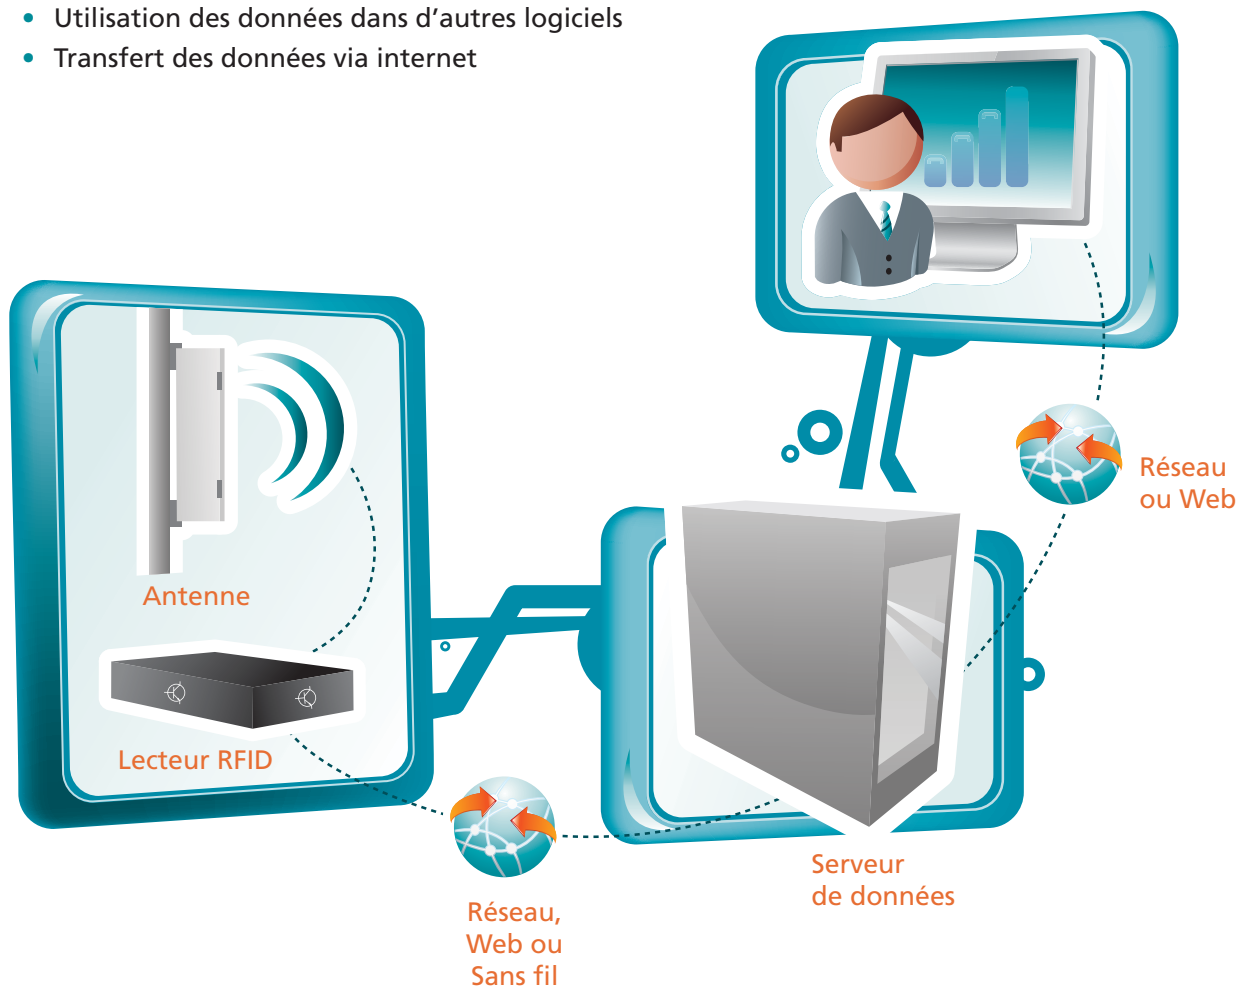 • Utilisation des données dans d’autres logiciels
• Transfert des données via internet
Réseau
ou Web
Antenne
Lecteur RFID
Serveur
de données
Réseau,
Web ou
Sans fil